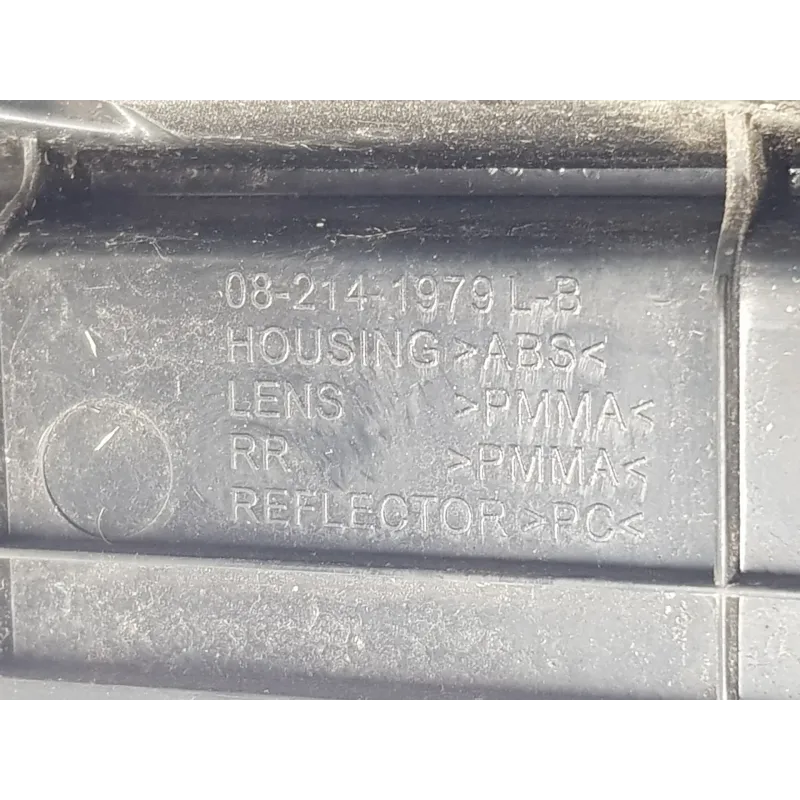 08-214-1979 L-B
HOUSING >ABS<
LENS >PMMA<
RR >PMMA<
REFLECTOR >PC<